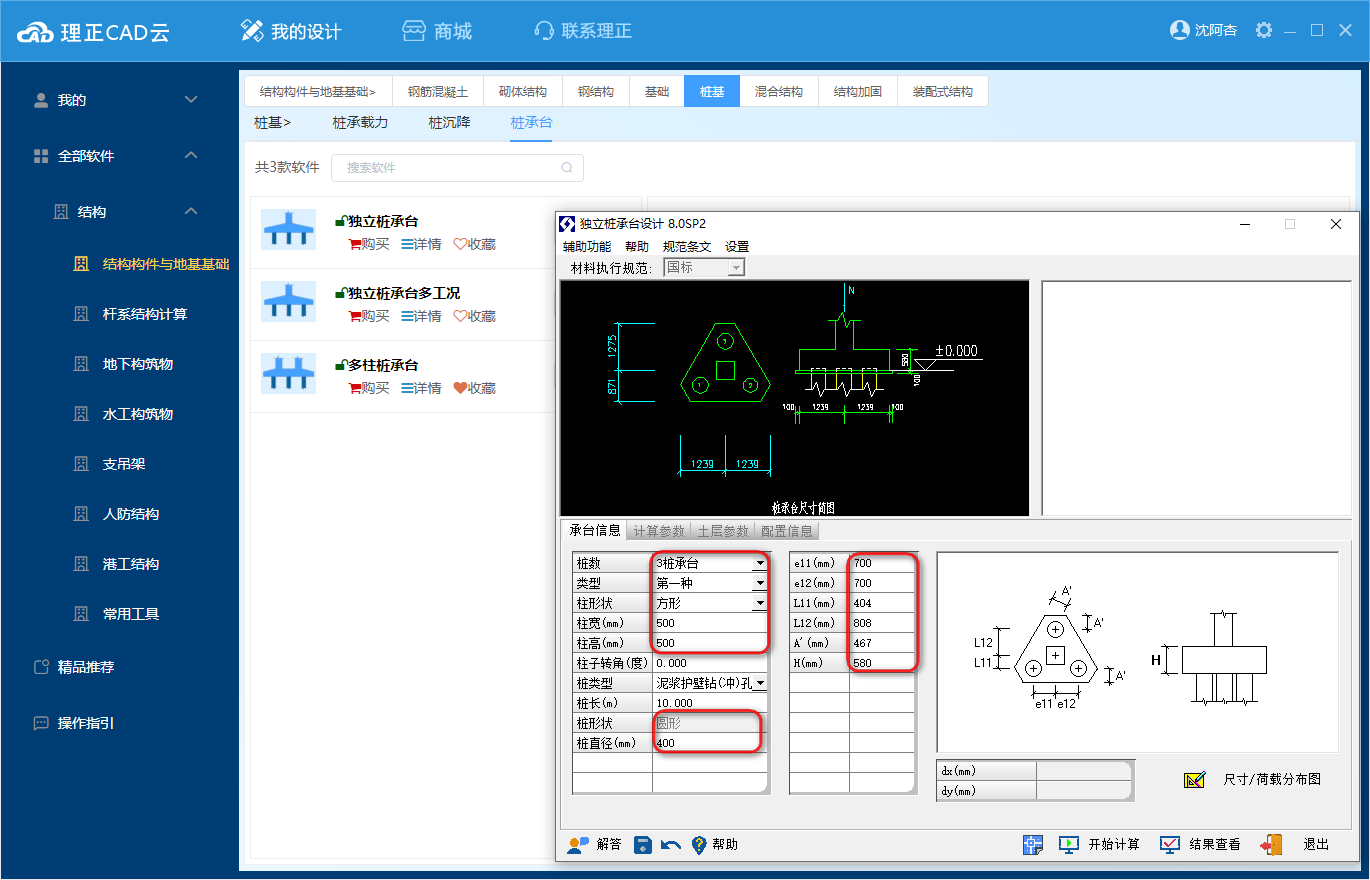 理正CAD云
我的设计
商城
联系理正
沈阿杏
我的
全部软件
结构
结构构件与地基基础
杆系结构计算
地下构筑物
水工构筑物
支吊架
人防结构
港工结构
常用工具
精品推荐
操作指引
结构构件与地基基础> 钢筋混凝土 砌体结构 钢结构 基础 桩基 混合结构 结构加固 装配式结构
桩基> 桩承载力 桩沉降 桩承台
共3款软件 搜索软件
独立桩承台
购买 详情 收藏
独立桩承台多工况
购买 详情 收藏
多柱桩承台
购买 详情 收藏
独立桩承台设计 8.0SP2
辅助功能 帮助 规范条文 设置
材料执行规范: 国标
1275
871
3
1
2
1239 1239
N
±0.000
580
100
100 1239 1239 100
桩承台尺寸简图
承台信息 计算参数 土层参数 配置信息
桩数 3桩承台
类型 第一种
柱形状 方形
柱宽(mm) 500
柱高(mm) 500
柱子转角(度) 0.000
桩类型 泥浆护壁钻(冲)孔
桩长(m) 10.000
桩形状 圆形
桩直径(mm) 400
e11(mm) 700
e12(mm) 700
L11(mm) 404
L12(mm) 808
A'(mm) 467
H(mm) 580
A'
A'
L12
L11
A'
e11 e12
H
dx(mm)
dy(mm)
尺寸/荷载分布图
解答 帮助 开始计算 结果查看 退出